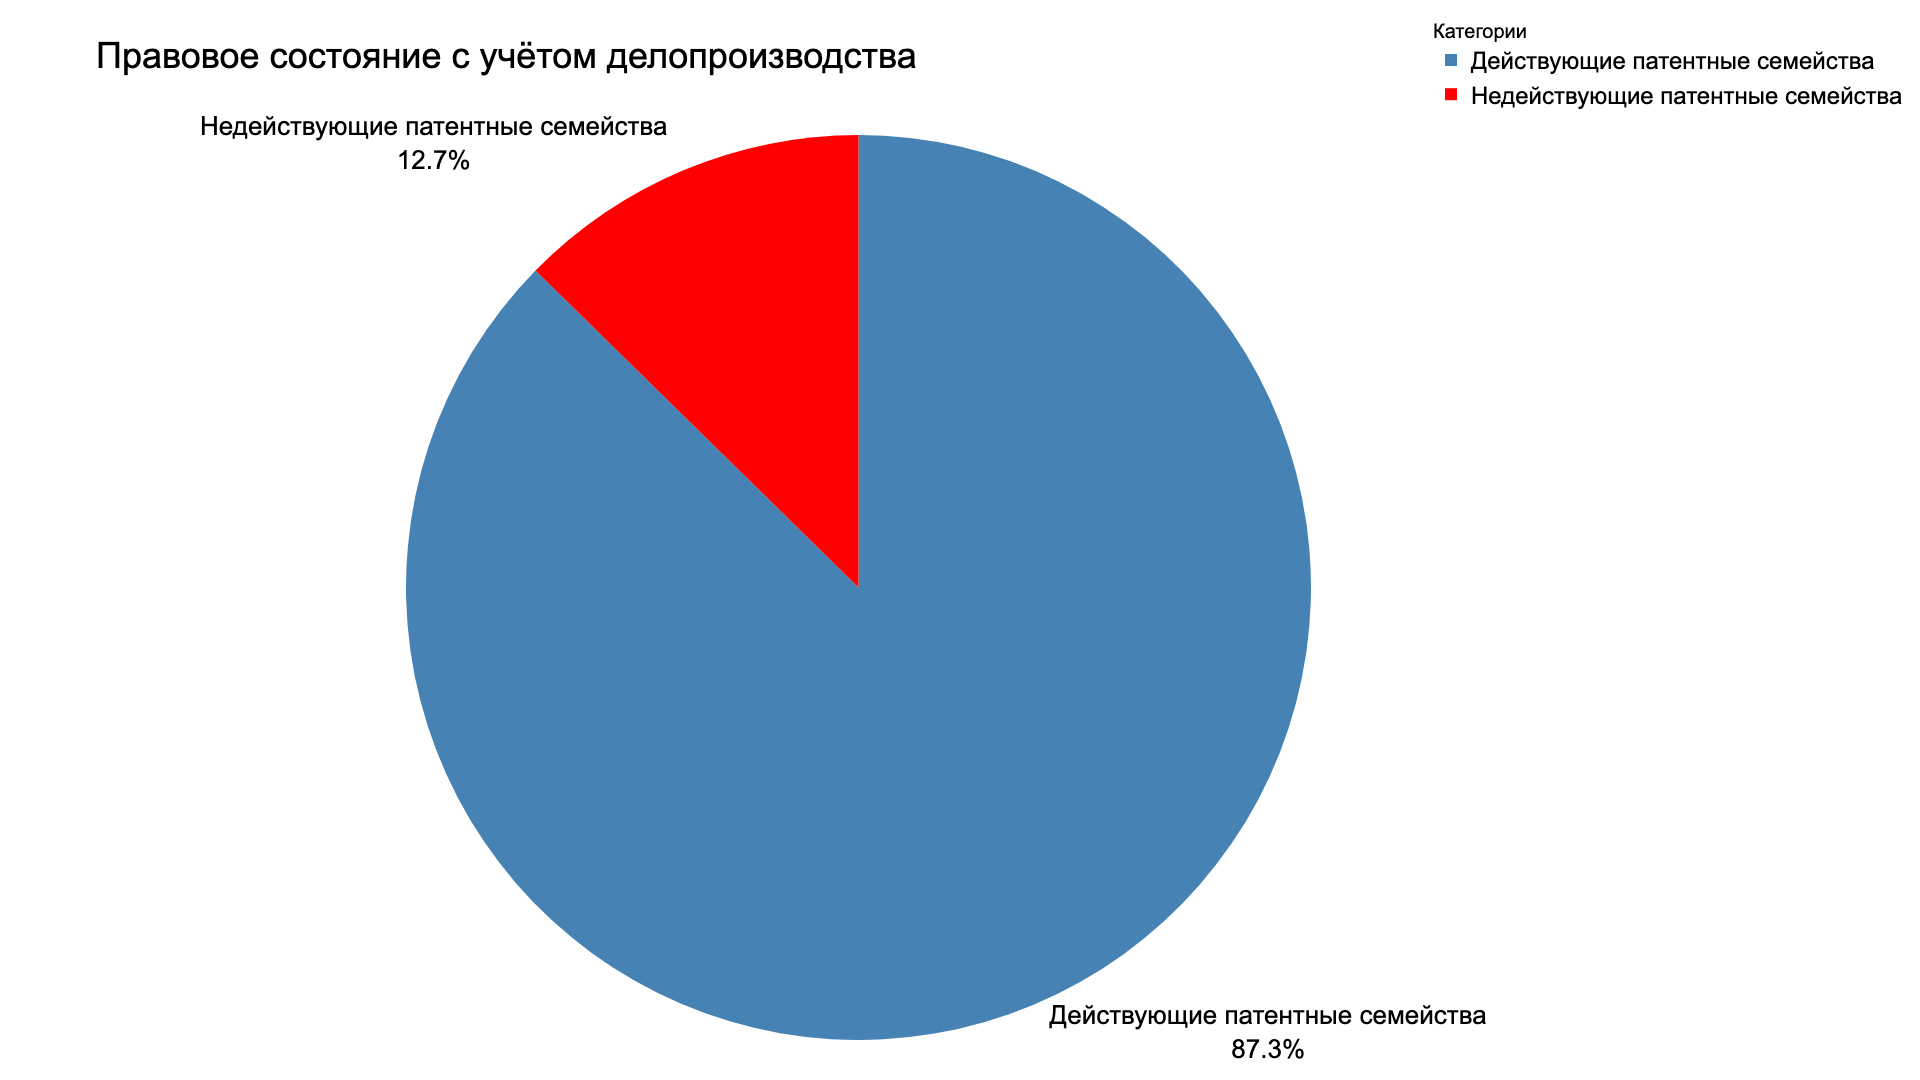 Правовое состояние с учётом делопроизводства
Категории
Действующие патентные семейства
Недействующие патентные семейства
Недействующие патентные семейства
12.7%
Действующие патентные семейства
87.3%